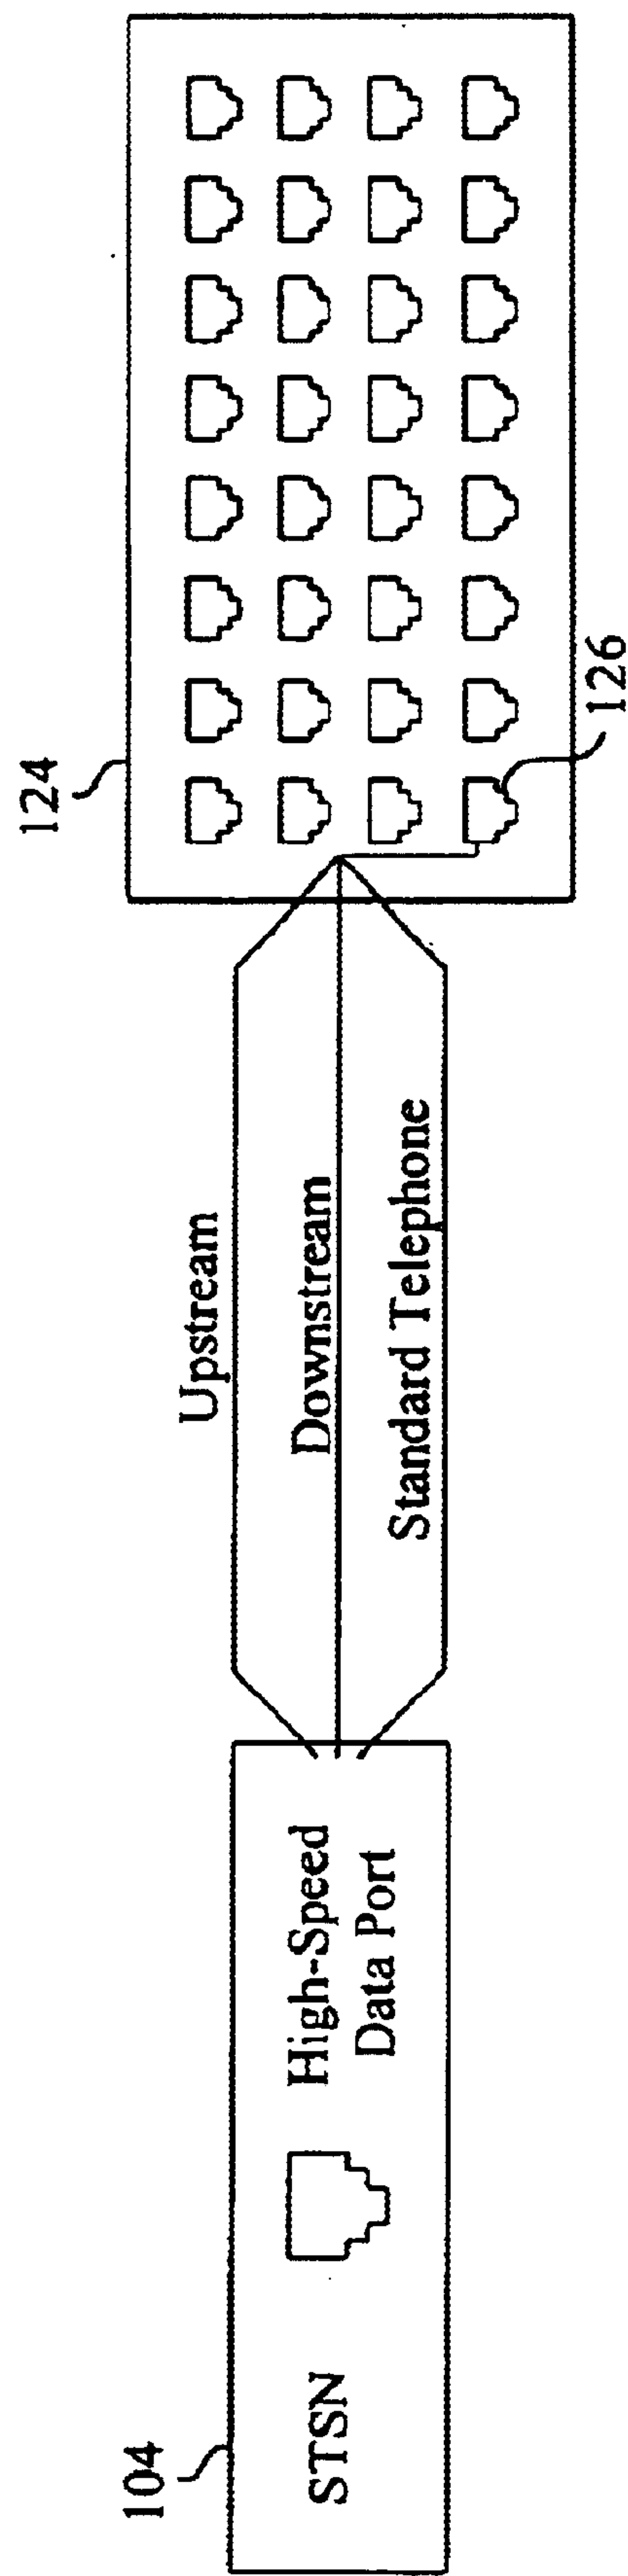 104
STSN
High-Speed
Data Port
Upstream
Downstream
Standard Telephone
124
126